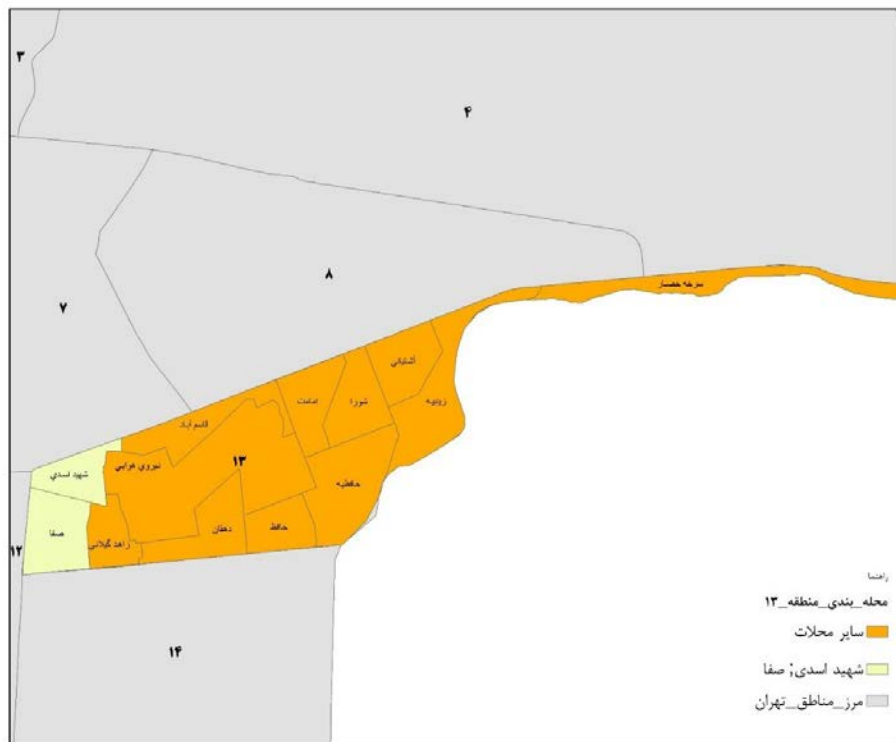 ۳
۴
۸
۷
سرخه حصار
آشتیانی
زینبیه
شورا
امامت
قاسم آباد
۱۳
نیروی هوایی
حافظیه
شهید اسدی
صفا
زاهد گیلانی
دهقان
حافظ
۱۲
۱۴
راهنما
محله_بندی_منطقه_۱۳
سایر محلات
شهید اسدی; صفا
مرز_مناطق_تهران